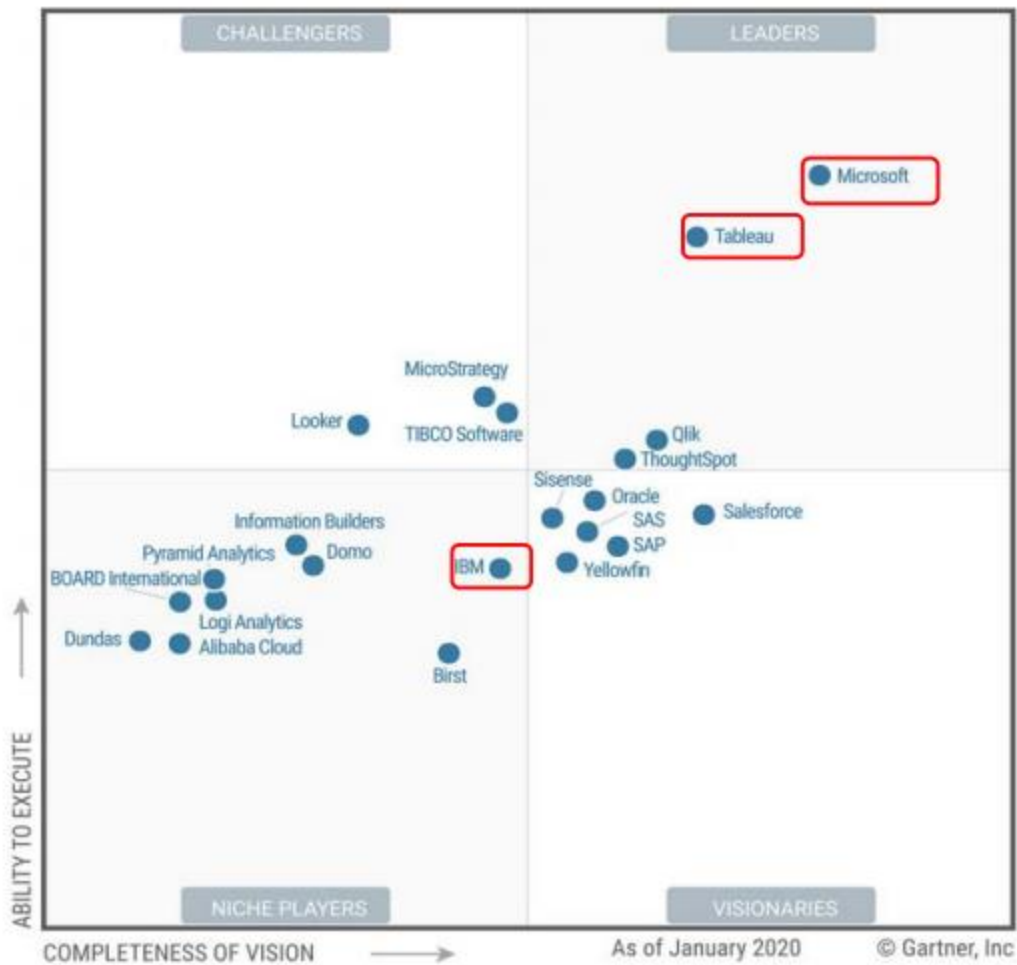 CHALLENGERS
LEADERS
Microsoft
Tableau
MicroStrategy
Looker
TIBCO Software
Qlik
ThoughtSpot
Sisense
Oracle
Salesforce
SAS
Information Builders
SAP
Pyramid Analytics
Domo
IBM
Yellowfin
BOARD International
Logi Analytics
Dundas
Alibaba Cloud
Birst
ABILITY TO EXECUTE
NICHE PLAYERS
VISIONARIES
COMPLETENESS OF VISION
As of January 2020
© Gartner, Inc